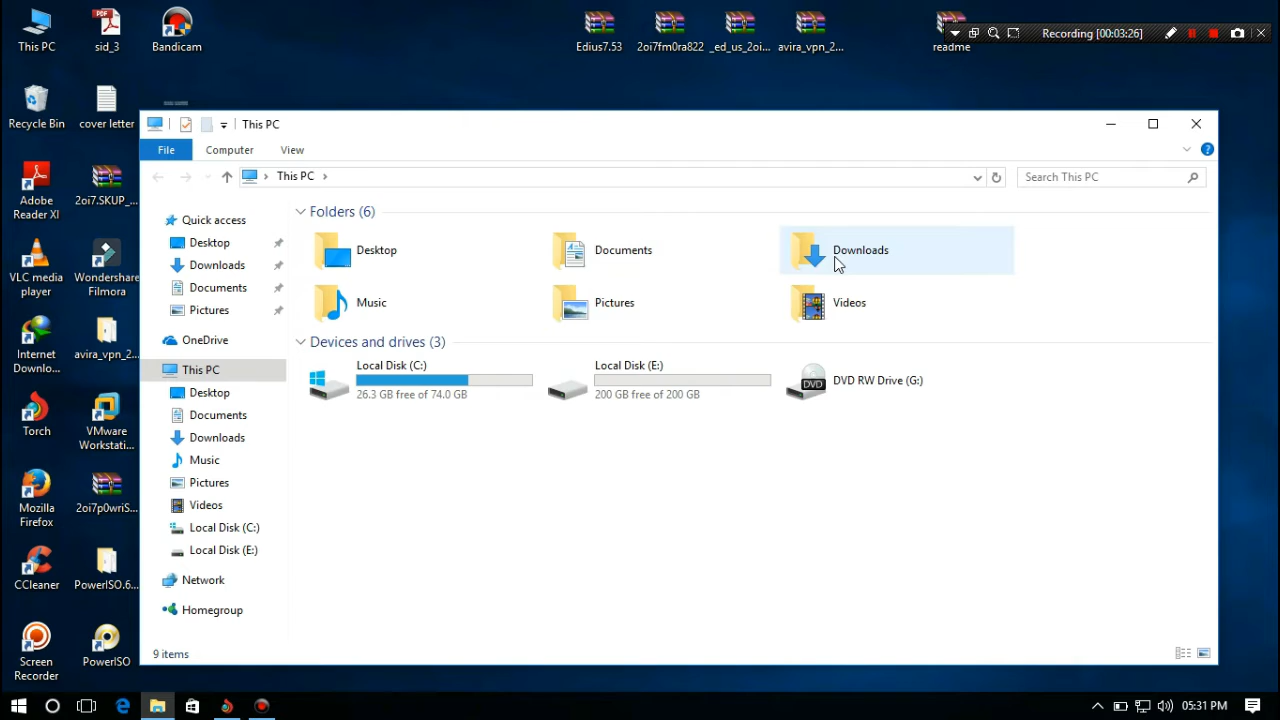 This PC
sid_3
Bandicam
Edius7.53
2oi7fm0ra822
_ed_us_2oi...
avira_vpn_2...
readme
Recording [00:03:26]
Recycle Bin
cover letter
Adobe
Reader XI
2oi7.SKUP_...
VLC media
player
Wondershare
Filmora
Internet
Downlo...
avira_vpn_2...
Torch
VMware
Workstati...
Mozilla
Firefox
2oi7p0wriS...
CCleaner
PowerISO.6...
Screen
Recorder
PowerISO
This PC
File
Computer
View
This PC
Search This PC
Quick access
Desktop
Downloads
Documents
Pictures
OneDrive
This PC
Desktop
Documents
Downloads
Music
Pictures
Videos
Local Disk (C:)
Local Disk (E:)
Network
Homegroup
Folders (6)
Desktop
Documents
Downloads
Music
Pictures
Videos
Devices and drives (3)
Local Disk (C:)
26.3 GB free of 74.0 GB
Local Disk (E:)
200 GB free of 200 GB
DVD
DVD RW Drive (G:)
9 items
05:31 PM